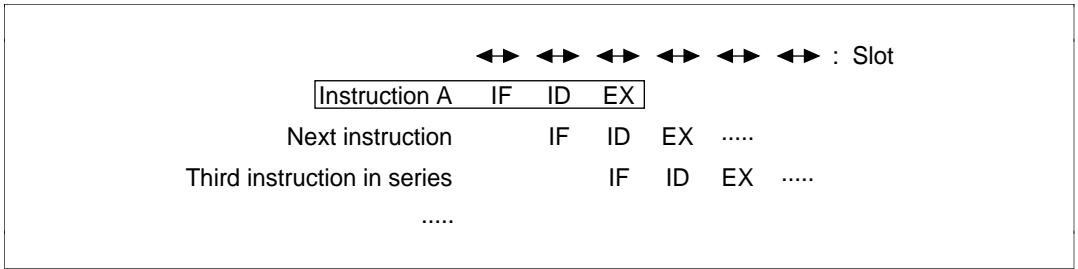 : Slot
Instruction A IF ID EX
Next instruction IF ID EX .....
Third instruction in series IF ID EX .....
.....